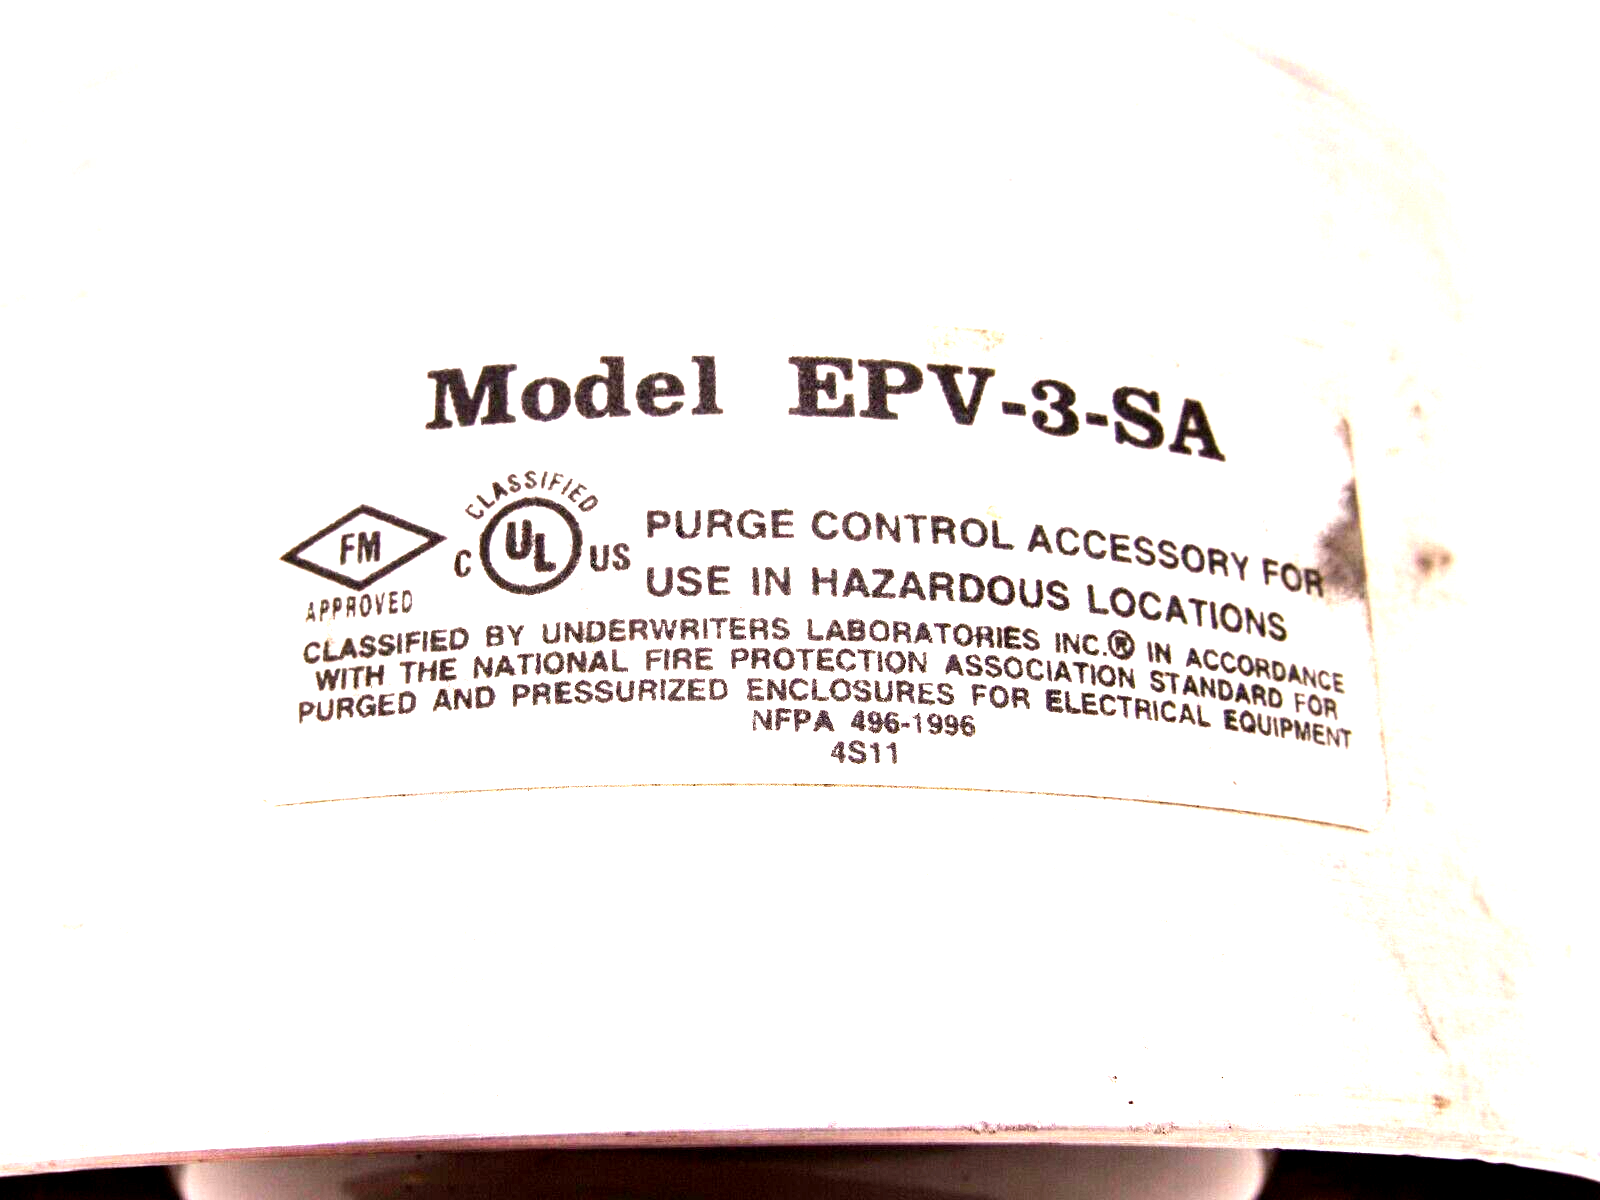 Model EPV-3-SA
FM
APPROVED
CLASSIFIED
C UL US
PURGE CONTROL ACCESSORY FOR
USE IN HAZARDOUS LOCATIONS
CLASSIFIED BY UNDERWRITERS LABORATORIES INC.® IN ACCORDANCE
WITH THE NATIONAL FIRE PROTECTION ASSOCIATION STANDARD FOR
PURGED AND PRESSURIZED ENCLOSURES FOR ELECTRICAL EQUIPMENT
NFPA 496-1996
4S11